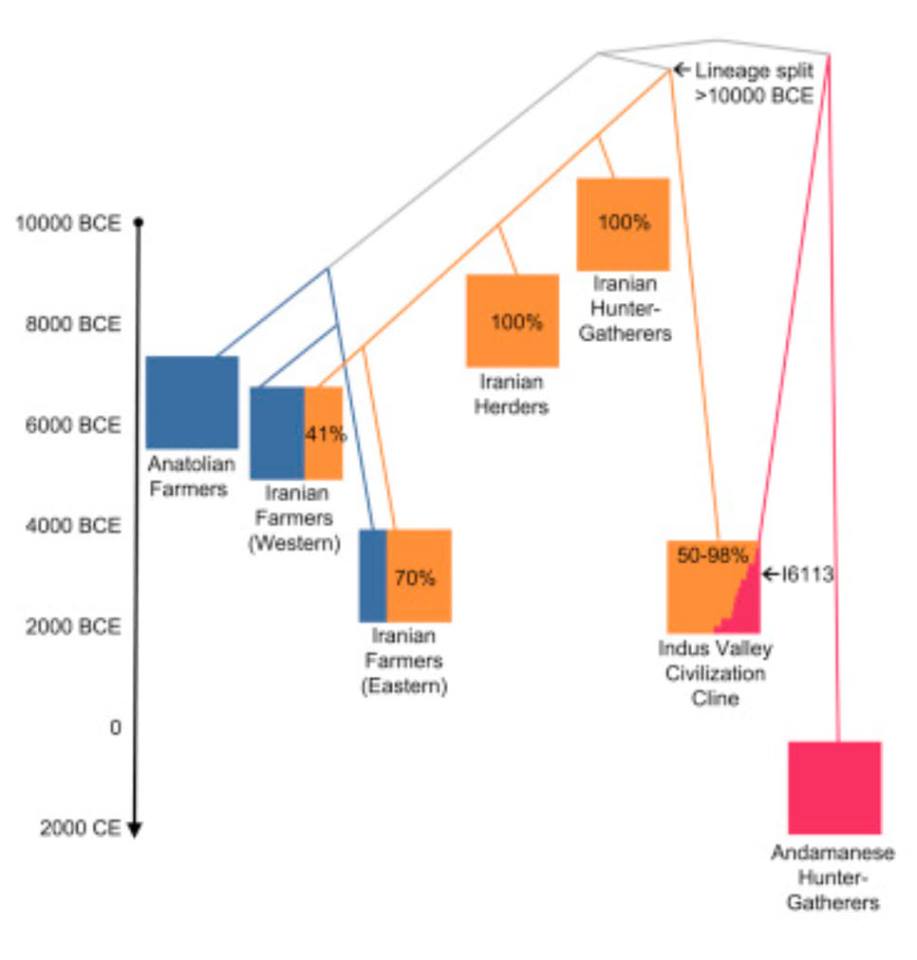 ←Lineage split
>10000 BCE
10000 BCE
100%
Iranian
Hunter-
Gatherers
8000 BCE
100%
Iranian
Herders
6000 BCE
41%
Anatolian
Farmers
Iranian
Farmers
(Western)
4000 BCE
50-98%
←I6113
70%
2000 BCE
Iranian
Farmers
(Eastern)
Indus Valley
Civilization
Cline
0
2000 CE
Andamanese
Hunter-
Gatherers